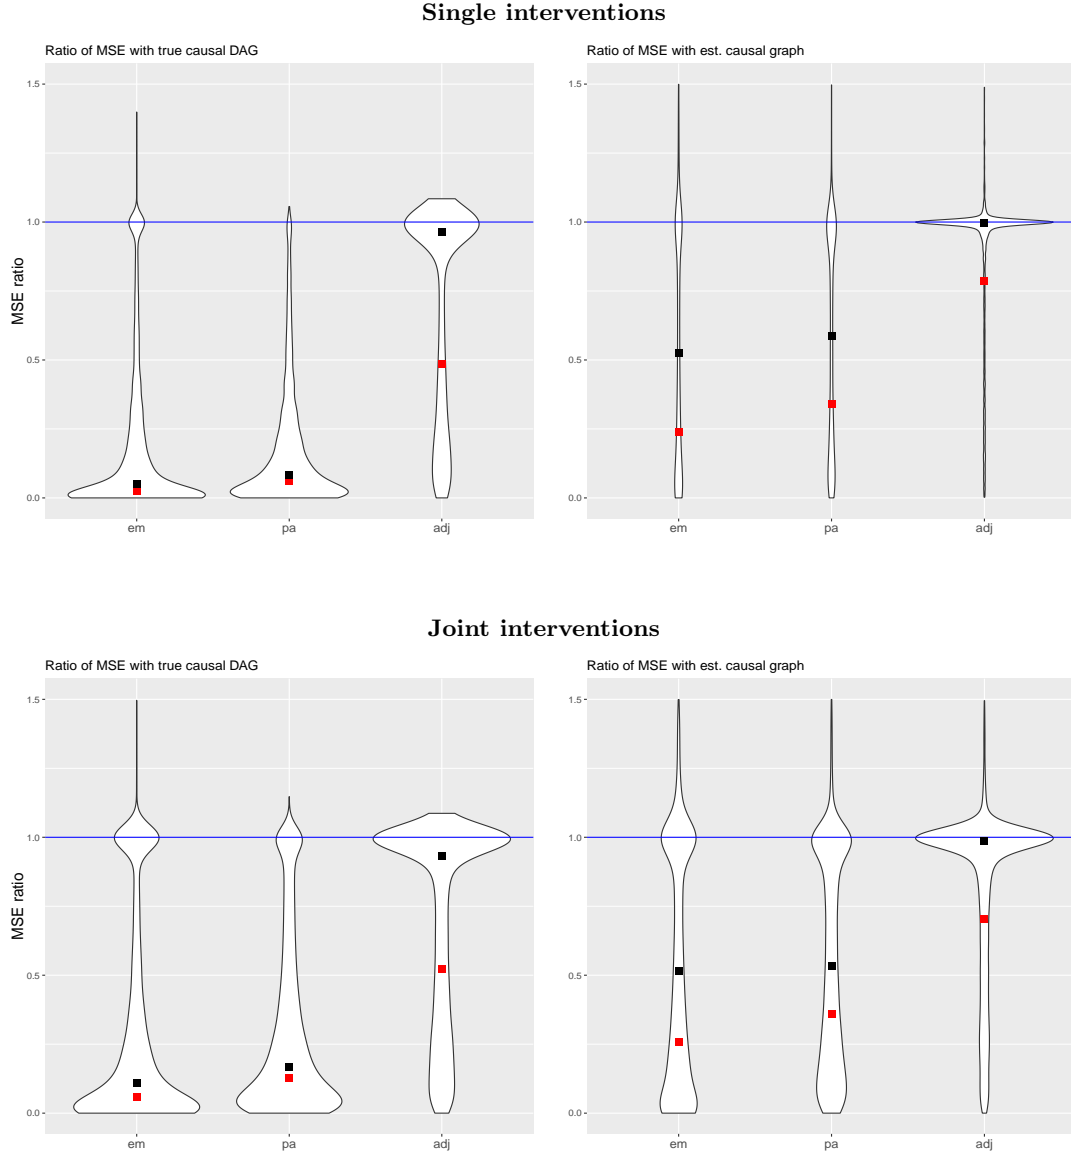 Single interventions
Ratio of MSE with true causal DAG
Ratio of MSE with est. causal graph
MSE ratio
1.5
1.0
0.5
0.0
em
pa
adj
1.5
1.0
0.5
0.0
em
pa
adj
Joint interventions
Ratio of MSE with true causal DAG
Ratio of MSE with est. causal graph
MSE ratio
1.5
1.0
0.5
0.0
em
pa
adj
1.5
1.0
0.5
0.0
em
pa
adj